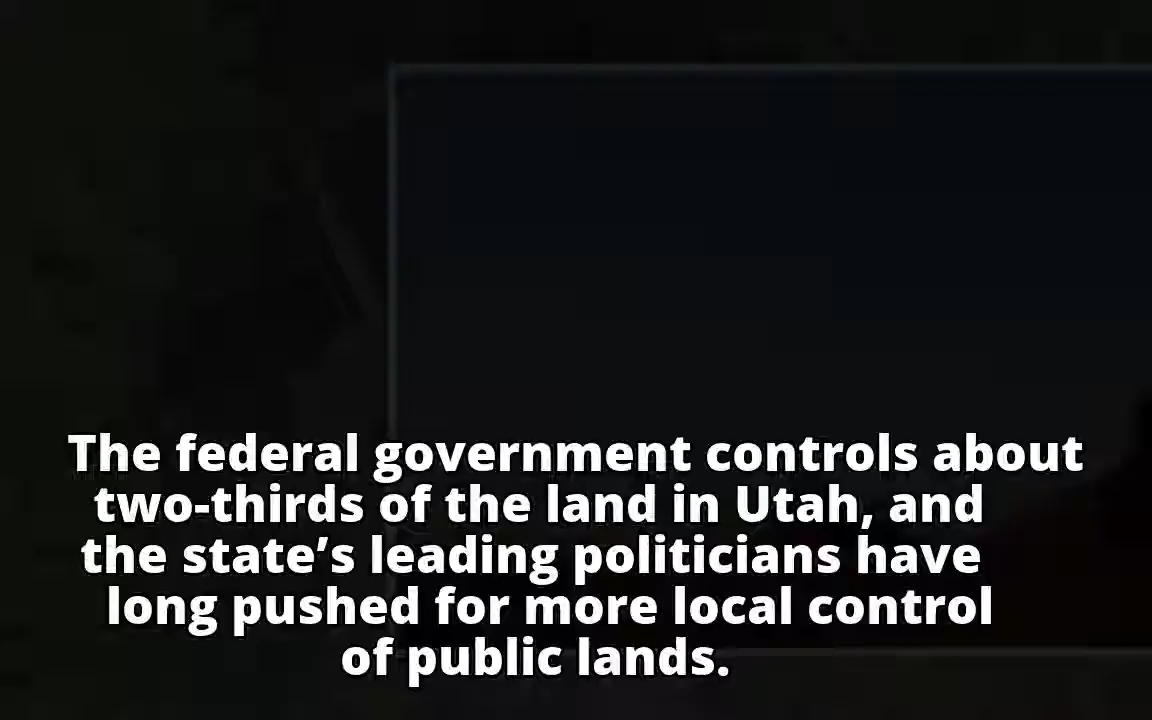 The federal government controls about
two-thirds of the land in Utah, and
the state’s leading politicians have
long pushed for more local control
of public lands.